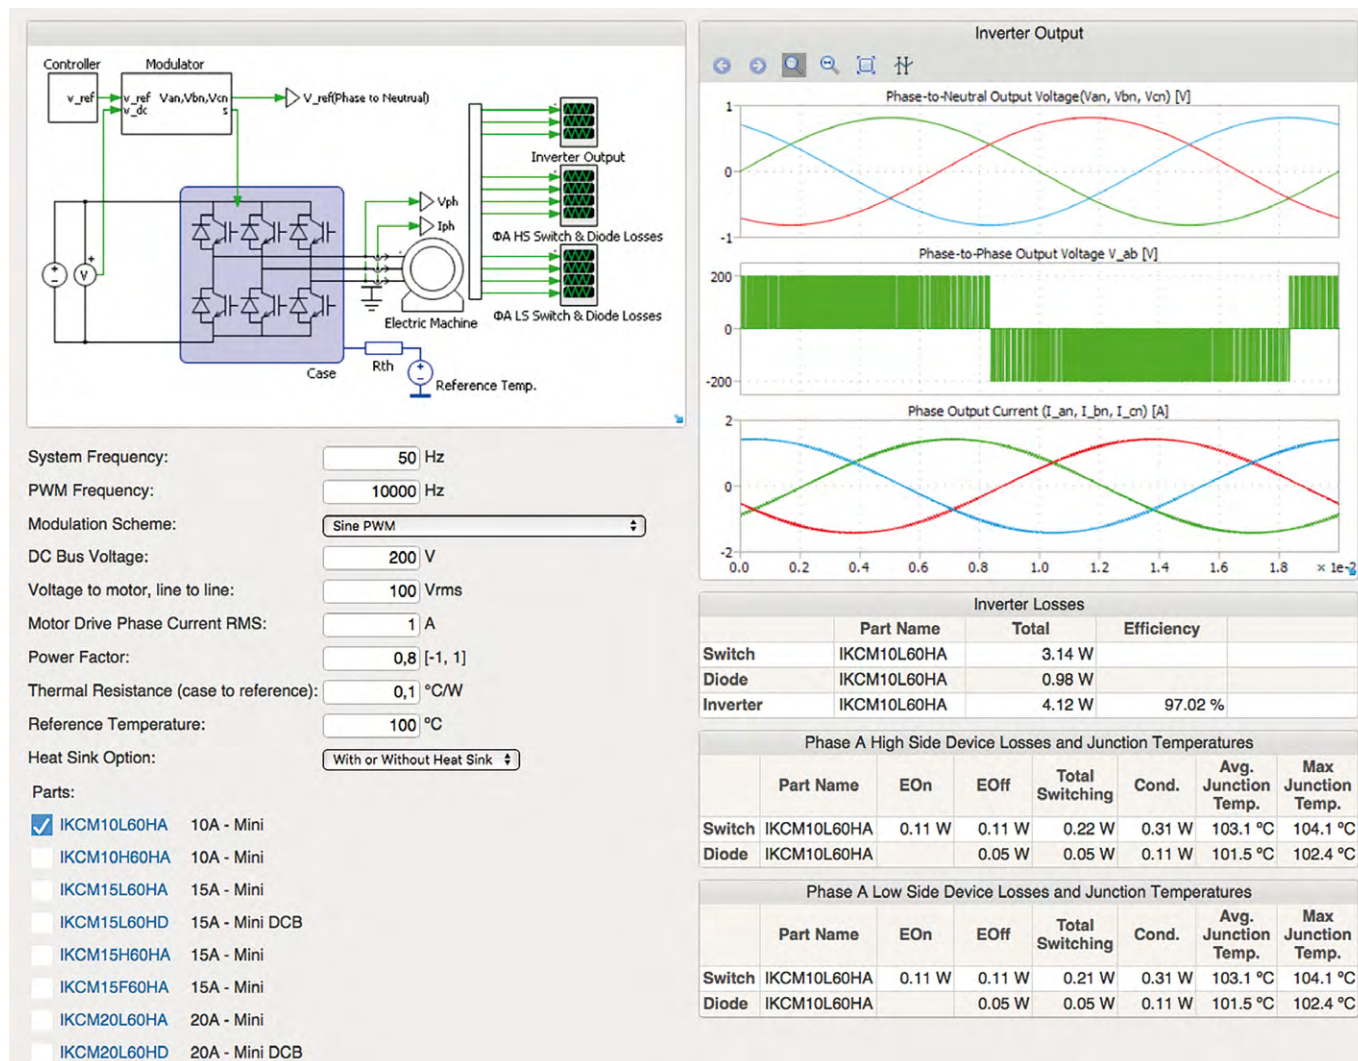 Controller
Modulator
v_ref
v_ref Van,Vbn,Vcn
v_dc s
V_ref(Phase to Neutrual)
Inverter Output
Vph
Iph
ΦA HS Switch & Diode Losses
ΦA LS Switch & Diode Losses
Electric Machine
V
Case
Rth
Reference Temp.
System Frequency: 50 Hz
PWM Frequency: 10000 Hz
Modulation Scheme: Sine PWM
DC Bus Voltage: 200 V
Voltage to motor, line to line: 100 Vrms
Motor Drive Phase Current RMS: 1 A
Power Factor: 0,8 [-1, 1]
Thermal Resistance (case to reference): 0,1 °C/W
Reference Temperature: 100 °C
Heat Sink Option: With or Without Heat Sink
Parts:
IKCM10L60HA 10A - Mini
IKCM10H60HA 10A - Mini
IKCM15L60HA 15A - Mini
IKCM15L60HD 15A - Mini DCB
IKCM15H60HA 15A - Mini
IKCM15F60HA 15A - Mini
IKCM20L60HA 20A - Mini
IKCM20L60HD 20A - Mini DCB
Inverter Output
Phase-to-Neutral Output Voltage(Van, Vbn, Vcn) [V]
1
0
-1
Phase-to-Phase Output Voltage V_ab [V]
200
0
-200
Phase Output Current (I_an, I_bn, I_cn) [A]
2
0
-2
0.0 0.2 0.4 0.6 0.8 1.0 1.2 1.4 1.6 1.8 × 1e-2
Inverter Losses
Part Name Total Efficiency
Switch IKCM10L60HA 3.14 W
Diode IKCM10L60HA 0.98 W
Inverter IKCM10L60HA 4.12 W 97.02 %
Phase A High Side Device Losses and Junction Temperatures
Part Name EOn EOff Total Switching Cond. Avg. Junction Temp. Max Junction Temp.
Switch IKCM10L60HA 0.11 W 0.11 W 0.22 W 0.31 W 103.1 °C 104.1 °C
Diode IKCM10L60HA 0.05 W 0.05 W 0.11 W 101.5 °C 102.4 °C
Phase A Low Side Device Losses and Junction Temperatures
Part Name EOn EOff Total Switching Cond. Avg. Junction Temp. Max Junction Temp.
Switch IKCM10L60HA 0.11 W 0.11 W 0.21 W 0.31 W 103.1 °C 104.1 °C
Diode IKCM10L60HA 0.05 W 0.05 W 0.11 W 101.5 °C 102.4 °C